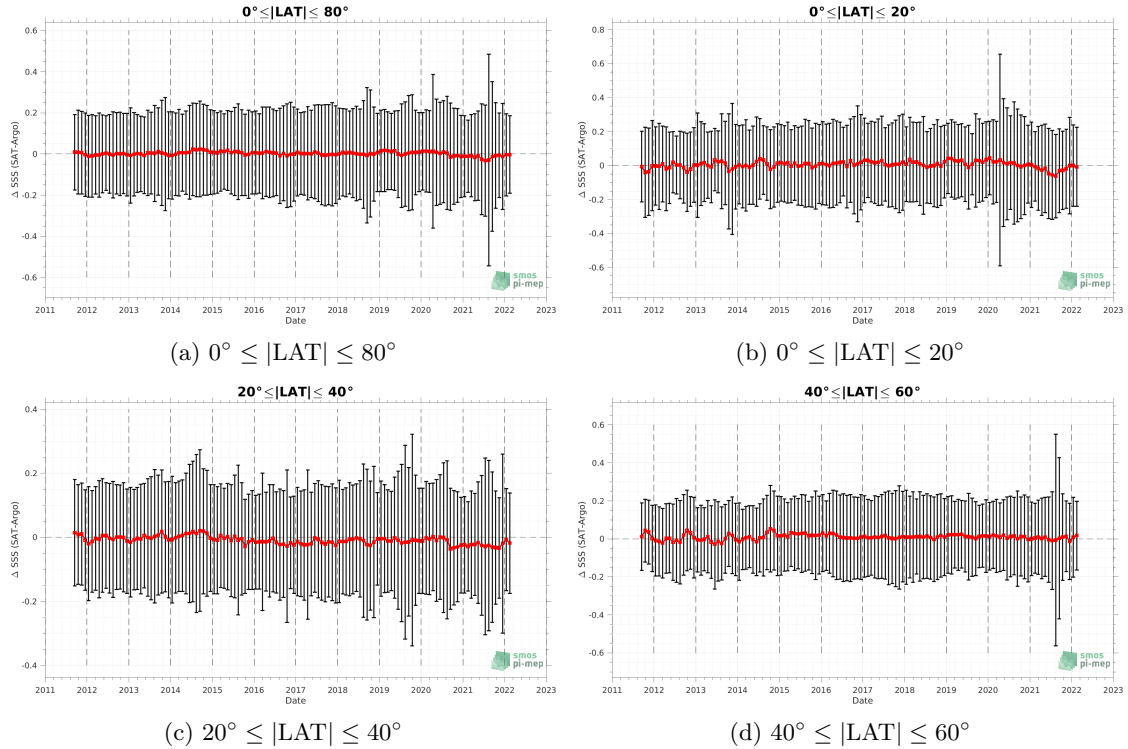 0°≤|LAT|≤ 80°
0.6
0.4
0.2
0
-0.2
-0.4
-0.6
Δ SSS (SAT-Argo)
2011 2012 2013 2014 2015 2016 2017 2018 2019 2020 2021 2022 2023
Date
smos
pi-mep
(a) 0° ≤ |LAT| ≤ 80°
0°≤|LAT|≤ 20°
0.8
0.6
0.4
0.2
0
-0.2
-0.4
-0.6
Δ SSS (SAT-Argo)
2011 2012 2013 2014 2015 2016 2017 2018 2019 2020 2021 2022 2023
Date
smos
pi-mep
(b) 0° ≤ |LAT| ≤ 20°
20°≤|LAT|≤ 40°
0.4
0.2
0
-0.2
-0.4
Δ SSS (SAT-Argo)
2011 2012 2013 2014 2015 2016 2017 2018 2019 2020 2021 2022 2023
Date
smos
pi-mep
(c) 20° ≤ |LAT| ≤ 40°
40°≤|LAT|≤ 60°
0.6
0.4
0.2
0
-0.2
-0.4
-0.6
Δ SSS (SAT-Argo)
2011 2012 2013 2014 2015 2016 2017 2018 2019 2020 2021 2022 2023
Date
smos
pi-mep
(d) 40° ≤ |LAT| ≤ 60°